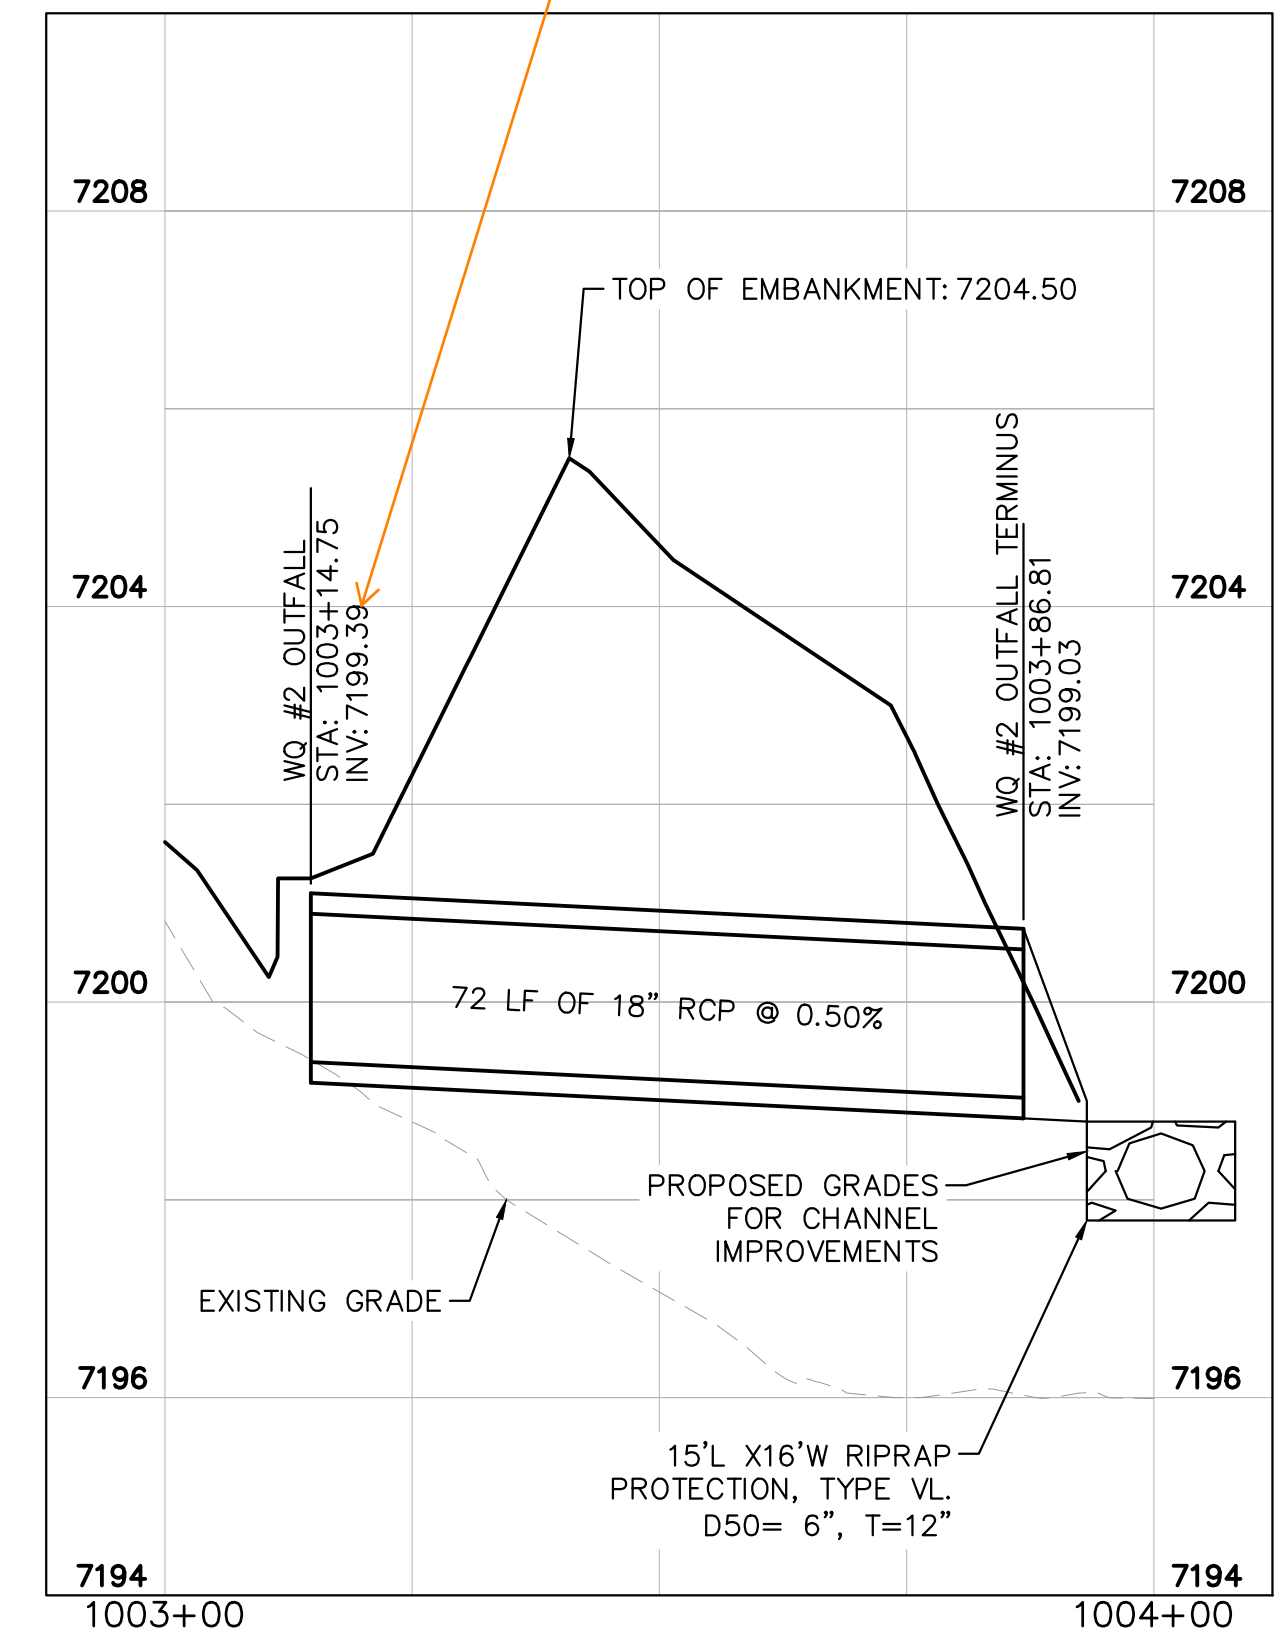 7208
7208
TOP OF EMBANKMENT: 7204.50
7204
7204
WQ #2 OUTFALL
STA: 1003+14.75
INV: 7199.39
WQ #2 OUTFALL TERMINUS
STA: 1003+86.81
INV: 7199.03
7200
7200
72 LF OF 18" RCP @ 0.50%
PROPOSED GRADES
FOR CHANNEL
IMPROVEMENTS
EXISTING GRADE
7196
7196
15'L X16'W RIPRAP
PROTECTION, TYPE VL.
D50= 6", T=12"
7194
7194
1003+00
1004+00